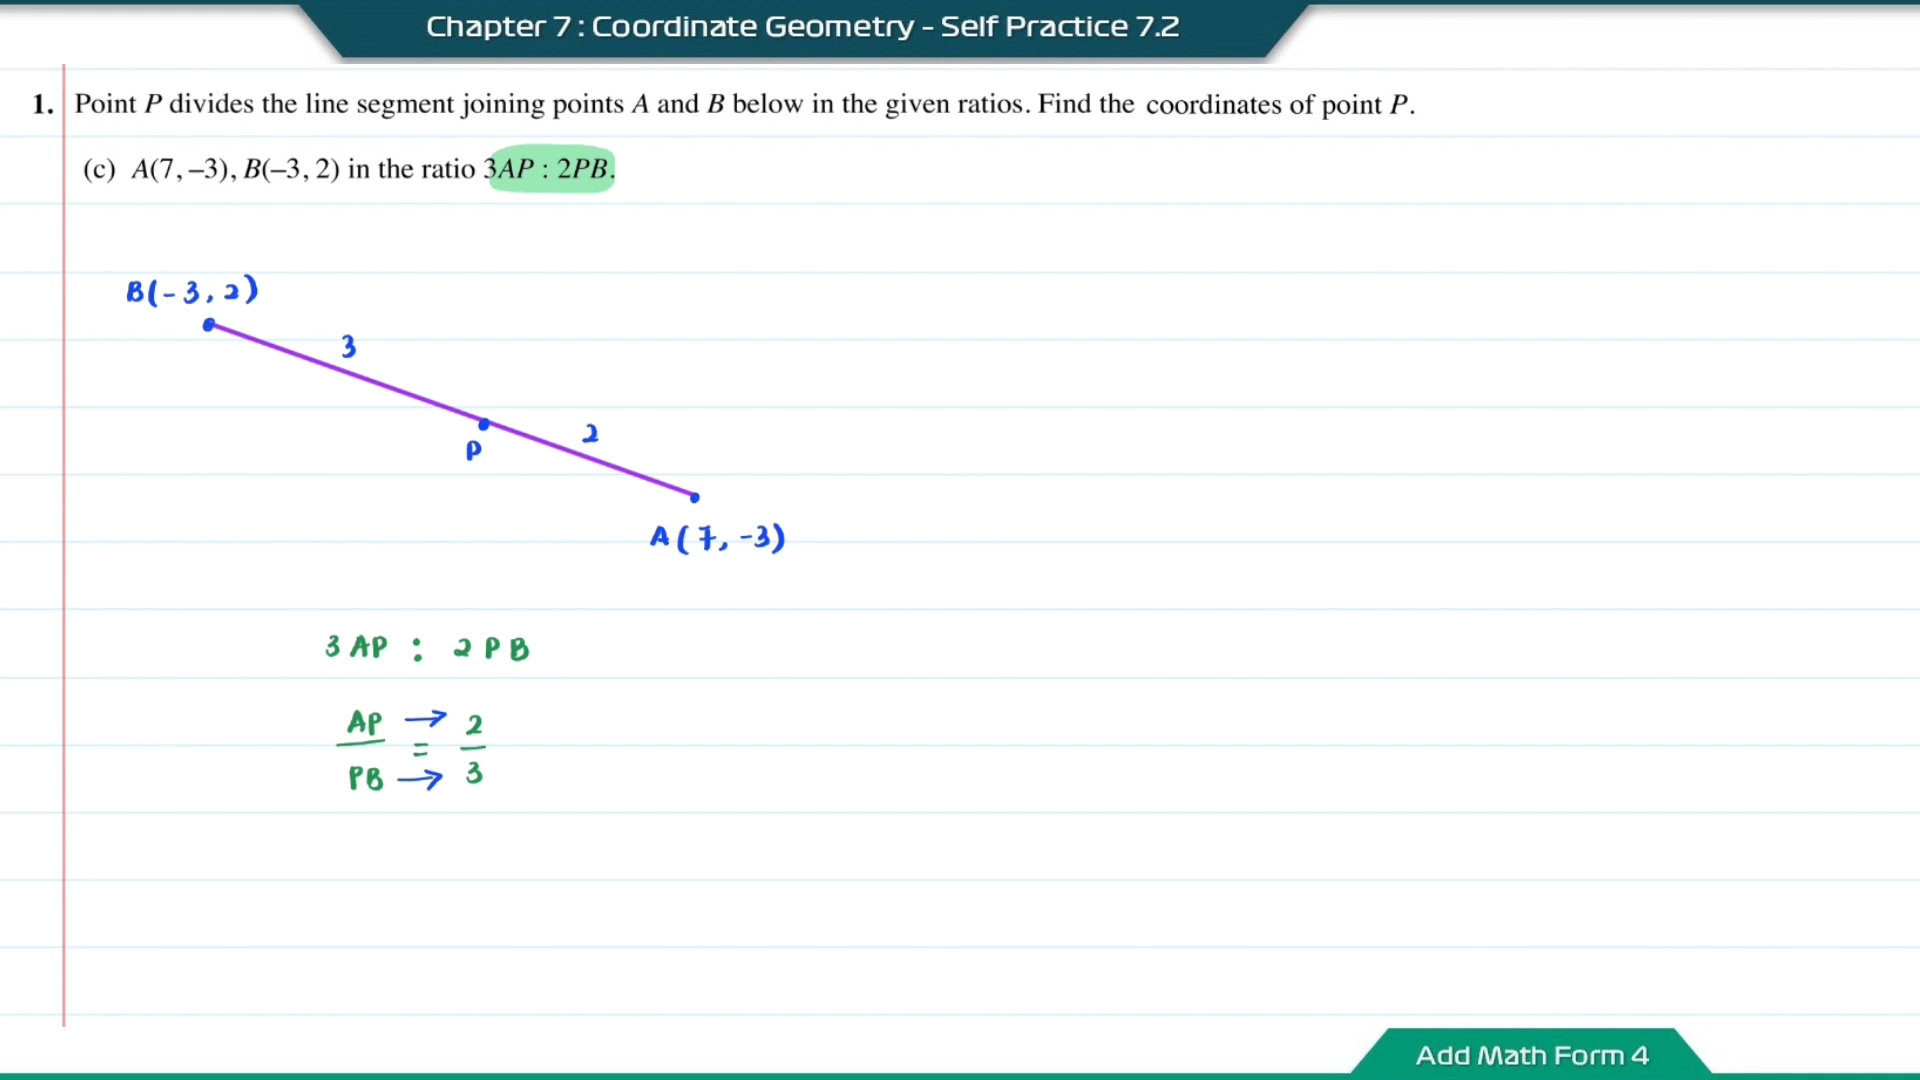 Chapter 7 : Coordinate Geometry - Self Practice 7.2
1. Point P divides the line segment joining points A and B below in the given ratios. Find the coordinates of point P.
(c) A(7, –3), B(–3, 2) in the ratio 3AP : 2PB.
B(-3, 2)
3
2
P
A(7, -3)
3 AP : 2 PB
AP → 2
=
PB → 3
Add Math Form 4